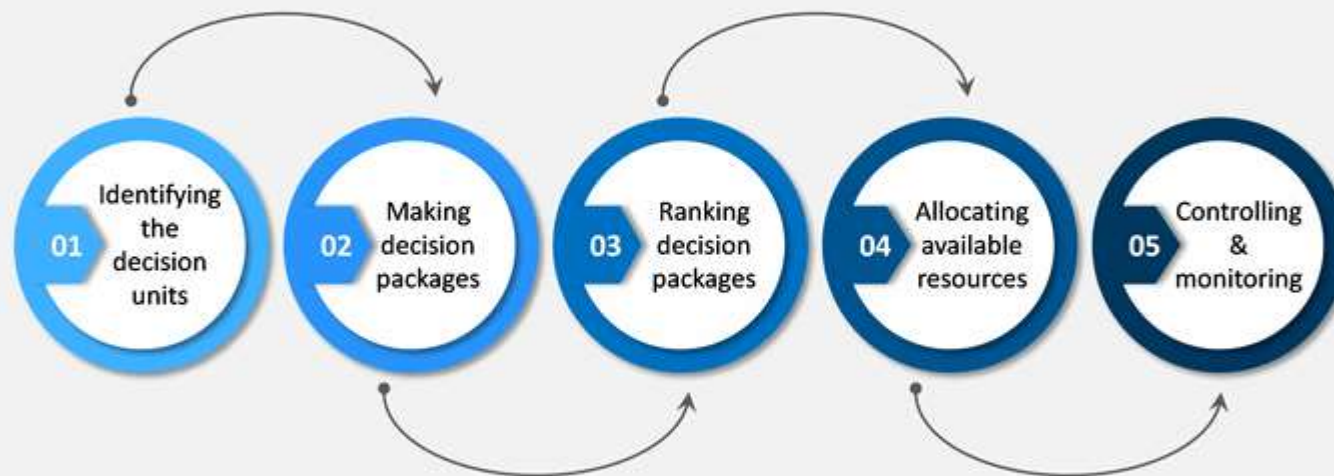 01
Identifying
the
decision
units
02
Making
decision
packages
03
Ranking
decision
packages
04
Allocating
available
resources
05
Controlling
&
monitoring